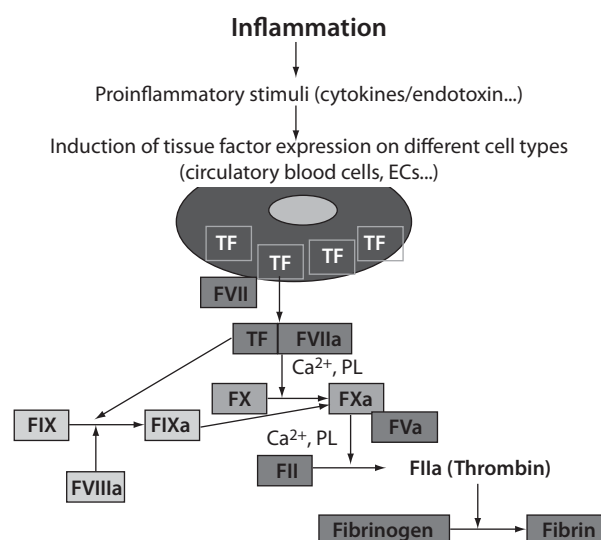 Inflammation
Proinflammatory stimuli (cytokines/endotoxin...)
Induction of tissue factor expression on different cell types
(circulatory blood cells, ECs...)
TF
TF
TF
TF
FVII
TF FVIIa
Ca²⁺, PL
FX FXa
FIX FIXa
FVa
Ca²⁺, PL
FII FIIa (Thrombin)
FVIIIa
Fibrinogen Fibrin